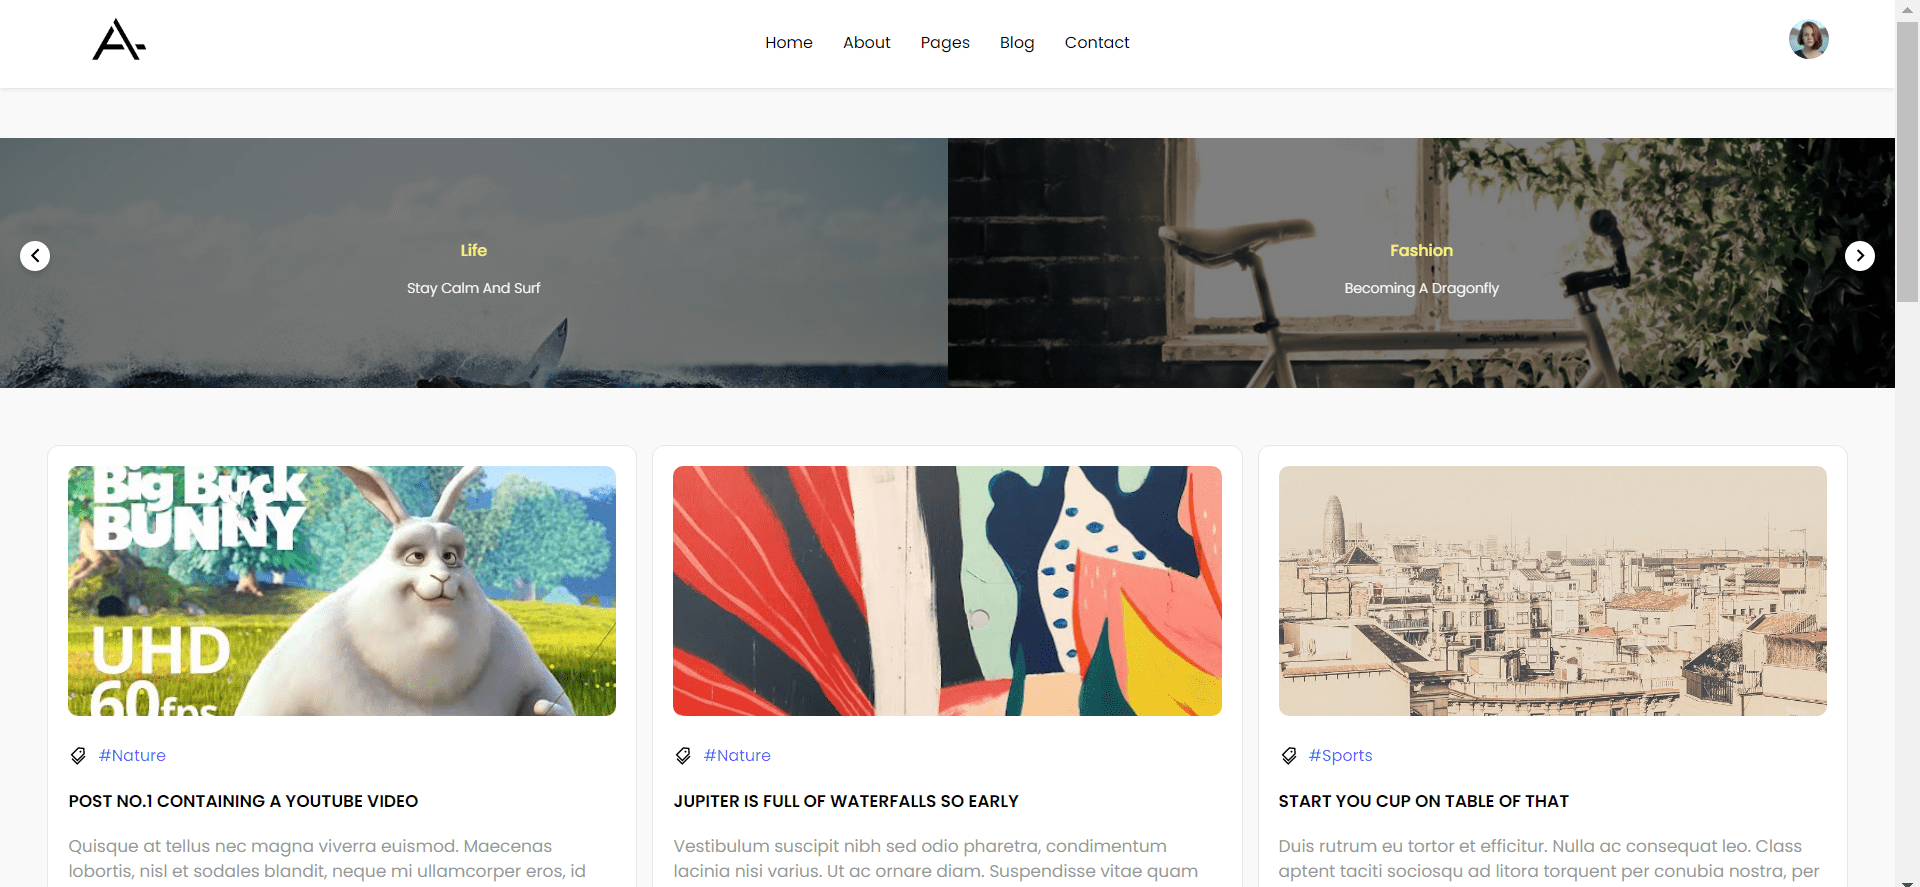 Home About Pages Blog Contact
Life
Stay Calm And Surf
Fashion
Becoming A Dragonfly
Big Buck
BUNNY
UHD
60fps
#Nature
POST NO.1 CONTAINING A YOUTUBE VIDEO
Quisque at tellus nec magna viverra euismod. Maecenas
lobortis, nisl et sodales blandit, neque mi ullamcorper eros, id
#Nature
JUPITER IS FULL OF WATERFALLS SO EARLY
Vestibulum suscipit nibh sed odio pharetra, condimentum
lacinia nisi varius. Ut ac ornare diam. Suspendisse vitae quam
#Sports
START YOU CUP ON TABLE OF THAT
Duis rutrum eu tortor et efficitur. Nulla ac consequat leo. Class
aptent taciti sociosqu ad litora torquent per conubia nostra, per